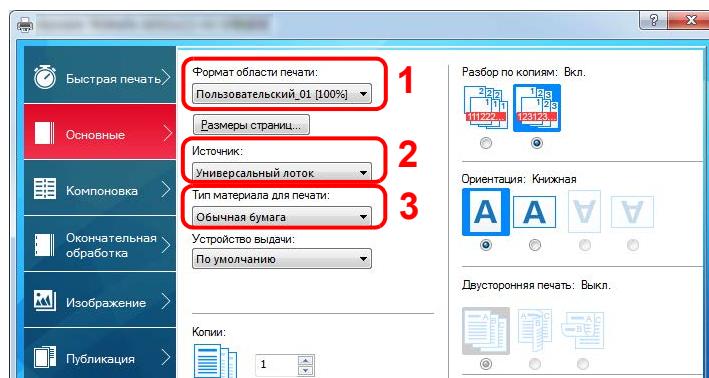 Быстрая печать
Основные
Компоновка
Окончательная
обработка
Изображение
Публикация
Формат области печати:
1
Пользовательский_01 [100%]
Размеры страниц...
Источник:
2
Универсальный лоток
Тип материала для печати:
3
Обычная бумага
Устройство выдачи:
По умолчанию
Копии:
1
Разбор по копиям: Вкл.
111222...
123123...
Ориентация: Книжная
Двусторонняя печать: Выкл.